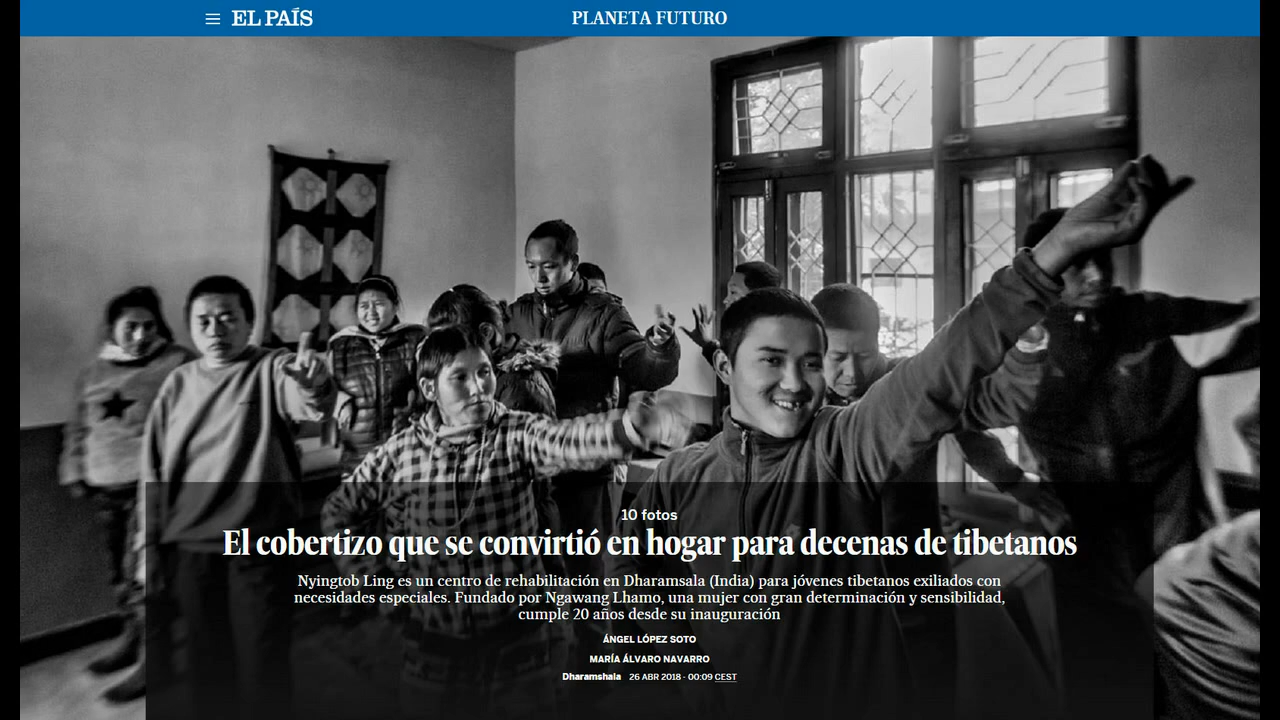 EL PAÍS
PLANETA FUTURO
10 fotos
El cobertizo que se convirtió en hogar para decenas de tibetanos
Nyingtob Ling es un centro de rehabilitación en Dharamsala (India) para jóvenes tibetanos exiliados con
necesidades especiales. Fundado por Ngawang Lhamo, una mujer con gran determinación y sensibilidad,
cumple 20 años desde su inauguración
ÁNGEL LÓPEZ SOTO
MARÍA ÁLVARO NAVARRO
Dharamshala 26 ABR 2018 - 00:09 CEST